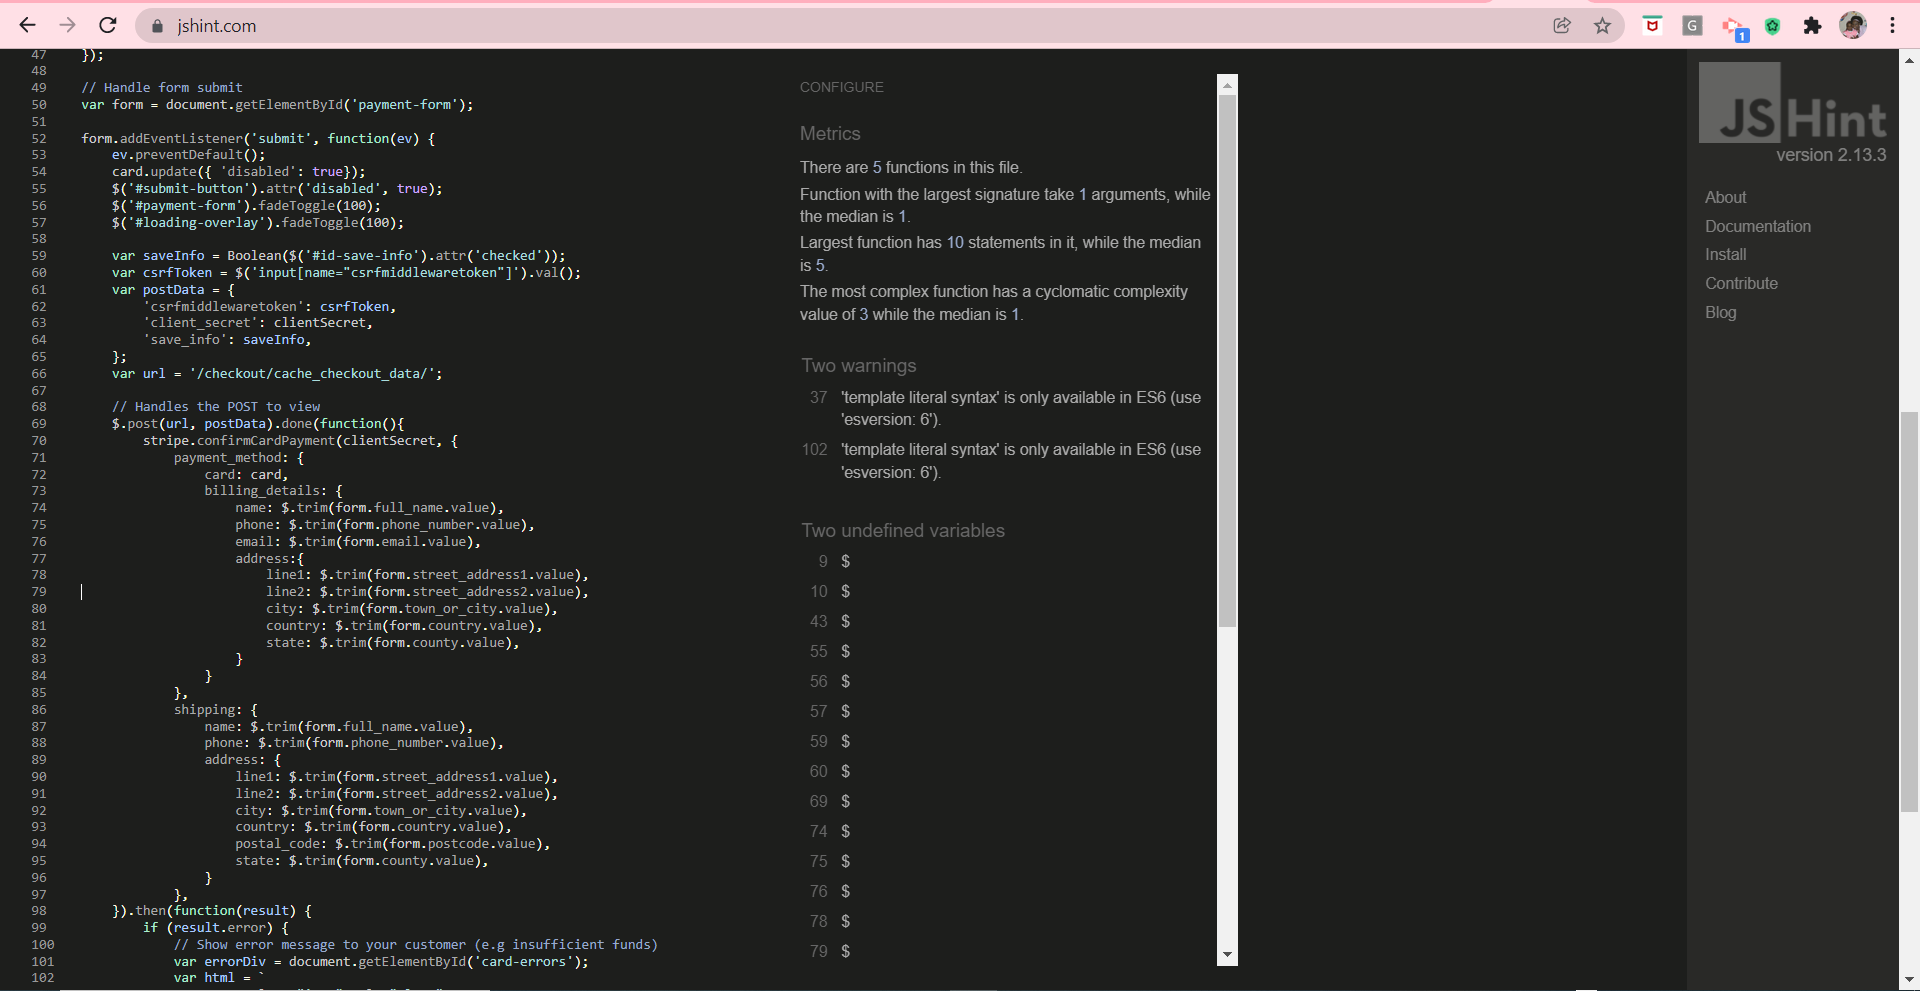 jshint.com
G
1
47 });
48
49 // Handle form submit
50 var form = document.getElementById('payment-form');
51
52 form.addEventListener('submit', function(ev) {
53 ev.preventDefault();
54 card.update({ 'disabled': true});
55 $('#submit-button').attr('disabled', true);
56 $('#payment-form').fadeToggle(100);
57 $('#loading-overlay').fadeToggle(100);
58
59 var saveInfo = Boolean($('#id-save-info').attr('checked'));
60 var csrfToken = $('input[name="csrfmiddlewaretoken"]').val();
61 var postData = {
62 'csrfmiddlewaretoken': csrfToken,
63 'client_secret': clientSecret,
64 'save_info': saveInfo,
65 };
66 var url = '/checkout/cache_checkout_data/';
67
68 // Handles the POST to view
69 $.post(url, postData).done(function(){
70 stripe.confirmCardPayment(clientSecret, {
71 payment_method: {
72 card: card,
73 billing_details: {
74 name: $.trim(form.full_name.value),
75 phone: $.trim(form.phone_number.value),
76 email: $.trim(form.email.value),
77 address:{
78 line1: $.trim(form.street_address1.value),
79 line2: $.trim(form.street_address2.value),
80 city: $.trim(form.town_or_city.value),
81 country: $.trim(form.country.value),
82 state: $.trim(form.county.value),
83 }
84 }
85 },
86 shipping: {
87 name: $.trim(form.full_name.value),
88 phone: $.trim(form.phone_number.value),
89 address: {
90 line1: $.trim(form.street_address1.value),
91 line2: $.trim(form.street_address2.value),
92 city: $.trim(form.town_or_city.value),
93 country: $.trim(form.country.value),
94 postal_code: $.trim(form.postcode.value),
95 state: $.trim(form.county.value),
96 }
97 },
98 }).then(function(result) {
99 if (result.error) {
100 // Show error message to your customer (e.g insufficient funds)
101 var errorDiv = document.getElementById('card-errors');
102 var html = `
CONFIGURE
Metrics
There are 5 functions in this file.
Function with the largest signature take 1 arguments, while
the median is 1.
Largest function has 10 statements in it, while the median
is 5.
The most complex function has a cyclomatic complexity
value of 3 while the median is 1.
Two warnings
37 'template literal syntax' is only available in ES6 (use
'esversion: 6').
102 'template literal syntax' is only available in ES6 (use
'esversion: 6').
Two undefined variables
9 $
10 $
43 $
55 $
56 $
57 $
59 $
60 $
69 $
74 $
75 $
76 $
78 $
79 $
JSHint
version 2.13.3
About
Documentation
Install
Contribute
Blog